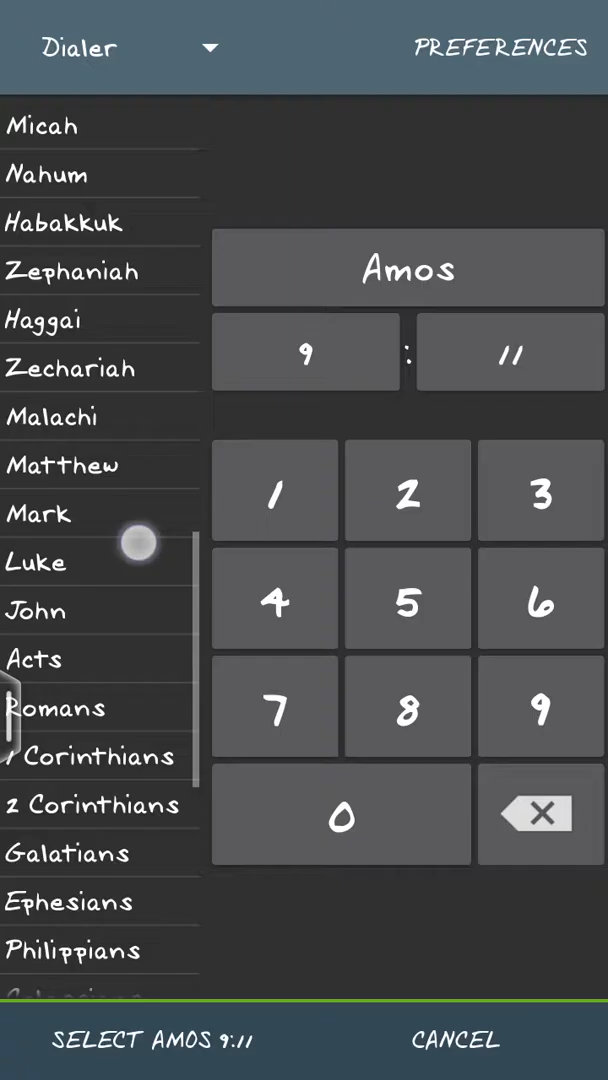 Dialer
PREFERENCES
Micah
Nahum
Habakkuk
Zephaniah
Haggai
Zechariah
Malachi
Matthew
Mark
Luke
John
Acts
Romans
1 Corinthians
2 Corinthians
Galatians
Ephesians
Philippians
Amos
9 : 11
1 2 3
4 5 6
7 8 9
0
SELECT AMOS 9:11
CANCEL